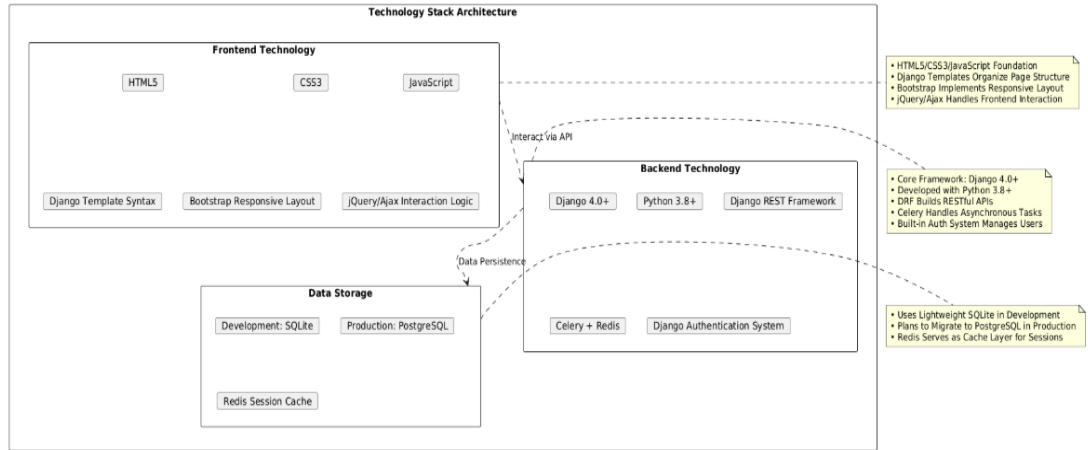 Technology Stack Architecture
Frontend Technology
HTML5
CSS3
JavaScript
Django Template Syntax
Bootstrap Responsive Layout
jQuery/Ajax Interaction Logic
• HTML5/CSS3/JavaScript Foundation
• Django Templates Organize Page Structure
• Bootstrap Implements Responsive Layout
• jQuery/Ajax Handles Frontend Interaction
Interact via API
Backend Technology
Django 4.0+
Python 3.8+
Django REST Framework
Celery + Redis
Django Authentication System
• Core Framework: Django 4.0+
• Developed with Python 3.8+
• DRF Builds RESTful APIs
• Celery Handles Asynchronous Tasks
• Built-in Auth System Manages Users
Data Persistence
Data Storage
Development: SQLite
Production: PostgreSQL
Redis Session Cache
• Uses Lightweight SQLite in Development
• Plans to Migrate to PostgreSQL in Production
• Redis Serves as Cache Layer for Sessions